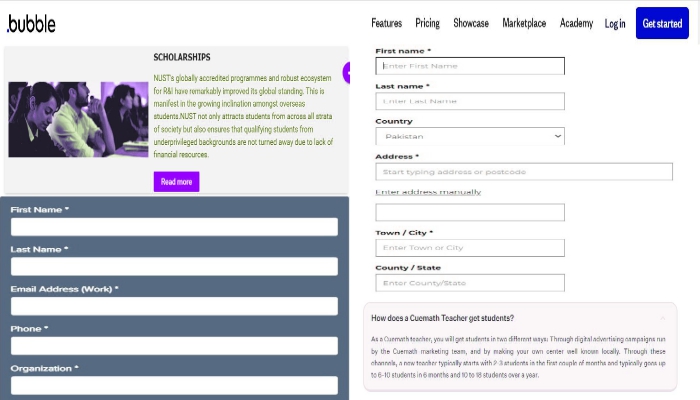 .bubble
Features Pricing Showcase Marketplace Academy Log in Get started
SCHOLARSHIPS
NUST's globally accredited programmes and robust ecosystem
for R&I have remarkably improved its global standing. This is
manifest in the growing inclination amongst overseas
students.NUST not only attracts students from across all strata
of society but also ensures that qualifying students from
underprivileged backgrounds are not turned away due to lack of
financial resources.
Read more
First Name *
Last Name *
Email Address (Work) *
Phone *
Organization *
First name *
Enter First Name
Last name *
Enter Last Name
Country
Pakistan
Address *
Start typing address or postcode
Enter address manually
Town / City *
Enter Town or City
County / State
Enter County/State
How does a Cuemath Teacher get students?
As a Cuemath teacher, you will get students in two different ways: Through digital advertising campaigns run
by the Cuemath marketing team, and by making your own center well known locally. Through these
channels, a new teacher typically starts with 2-3 students in the first couple of months and typically goes up
to 6-10 students in 6 months and 10 to 18 students over a year.